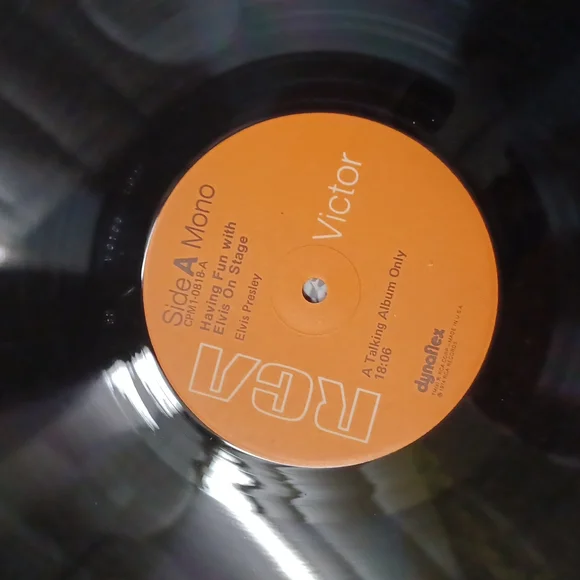 Side A Mono
CPM1-0818-A
Having Fun with
Elvis On Stage
Elvis Presley
Victor
A Talking Album Only
18:06
RCA
dynaflex